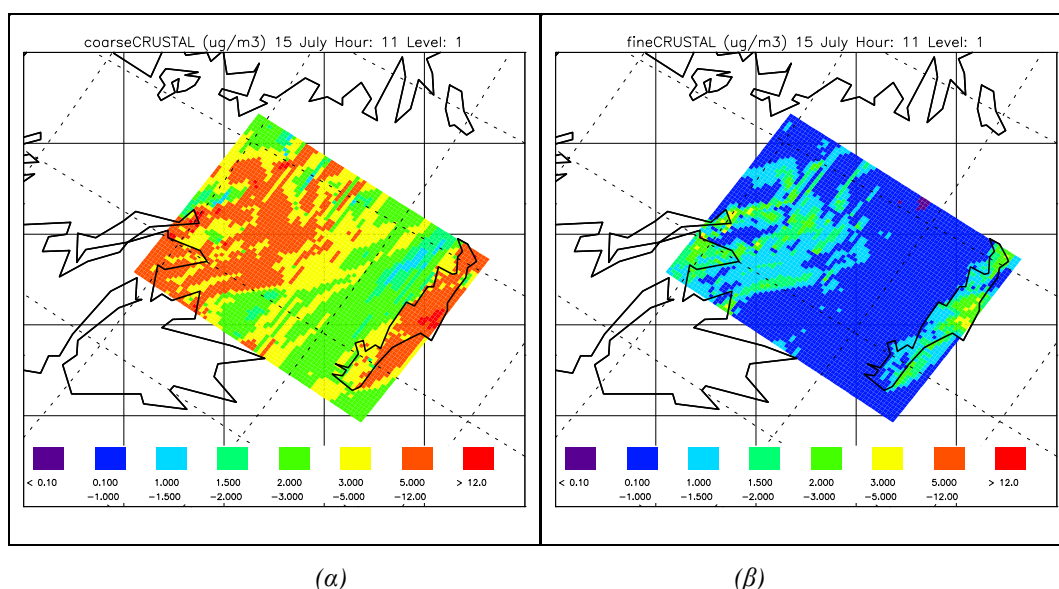 coarseCRUSTAL (ug/m3) 15 July Hour: 11 Level: 1
< 0.10 0.100 1.000 1.500 2.000 3.000 5.000 > 12.0
-1.000 -1.500 -2.000 -3.000 -5.000 -12.00
(α)
fineCRUSTAL (ug/m3) 15 July Hour: 11 Level: 1
< 0.10 0.100 1.000 1.500 2.000 3.000 5.000 > 12.0
-1.000 -1.500 -2.000 -3.000 -5.000 -12.00
(β)